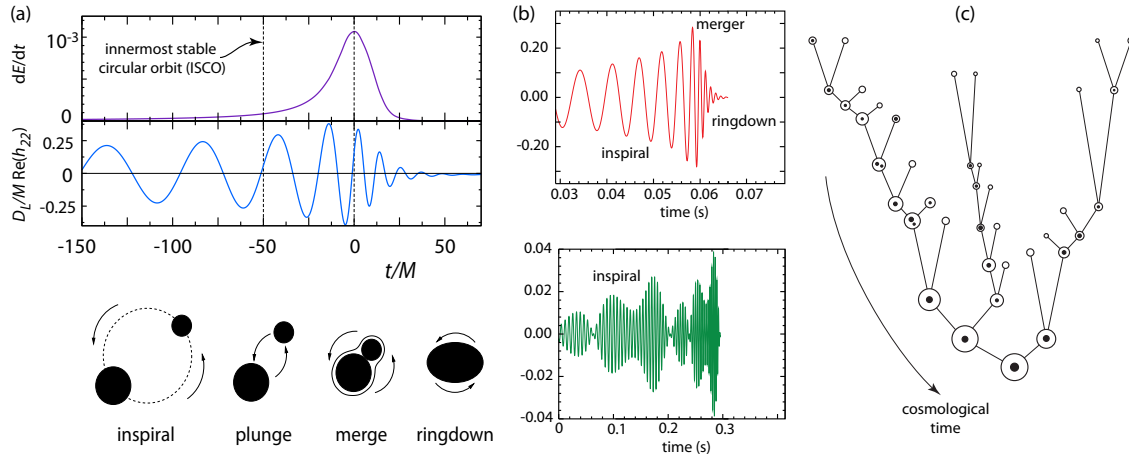 (a)
10⁻³
0
dE/dt
innermost stable
circular orbit (ISCO)
0.25
0
-0.25
D_L/M Re(h₂₂)
-150
-100
-50
0
50
t/M
inspiral
plunge
merge
ringdown
(b)
0.20
0.00
-0.20
merger
ringdown
inspiral
0.03
0.04
0.05
0.06
0.07
time (s)
0.04
0.02
0.00
-0.02
-0.04
inspiral
0
0.1
0.2
0.3
time (s)
(c)
cosmological
time